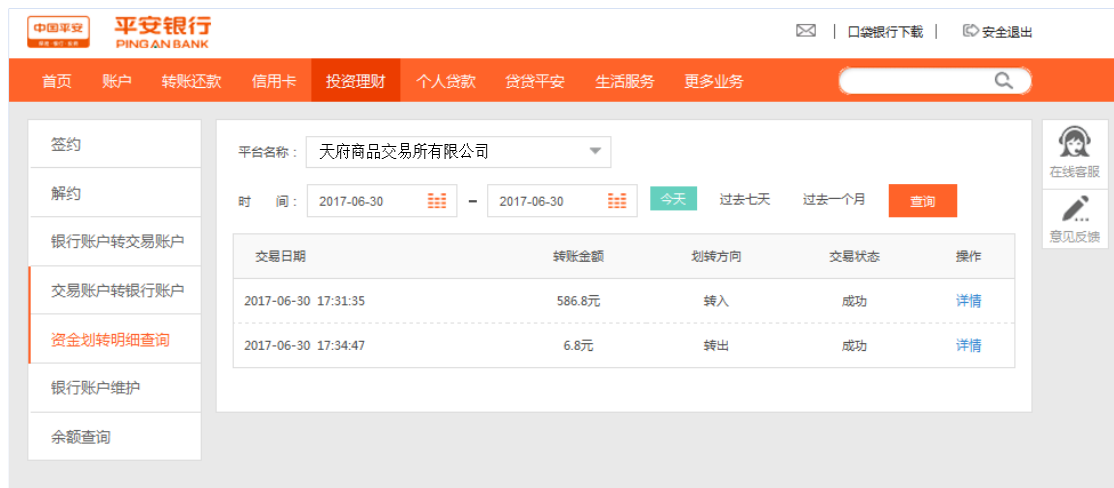 中国平安
平安银行
PINGAN BANK
口袋银行下载
安全退出
首页 账户 转账还款 信用卡 投资理财 个人贷款 贷贷平安 生活服务 更多业务
签约
解约
银行账户转交易账户
交易账户转银行账户
资金划转明细查询
银行账户维护
余额查询
平台名称： 天府商品交易所有限公司
时 间： 2017-06-30 – 2017-06-30 今天 过去七天 过去一个月 查询
交易日期 转账金额 划转方向 交易状态 操作
2017-06-30 17:31:35 586.8元 转入 成功 详情
2017-06-30 17:34:47 6.8元 转出 成功 详情
在线客服
意见反馈